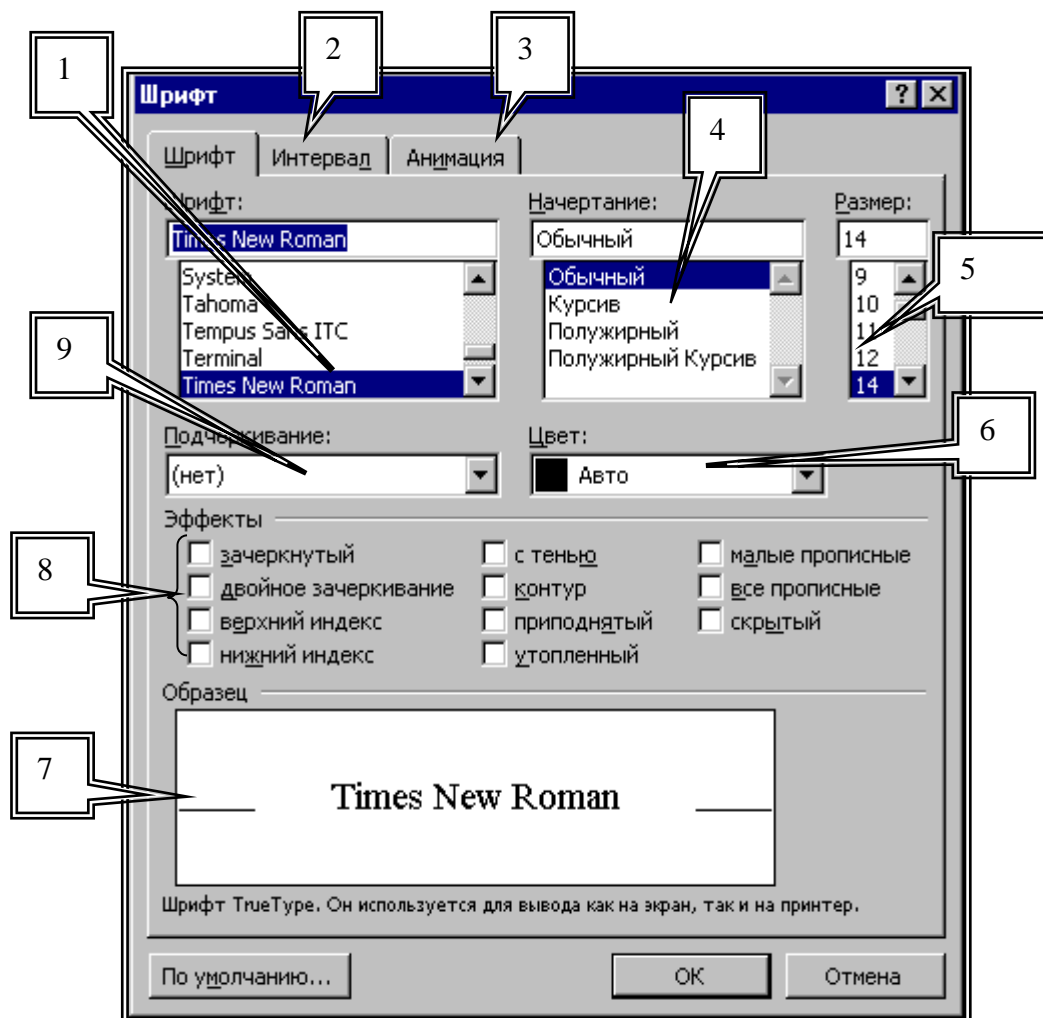 1
2
3
Шрифт
Шрифт Интервал Анимация
4
Шрифт: Начертание: Размер:
Times New Roman Обычный 14
System Обычный 9
Tahoma Курсив 10
Tempus Sans ITC Полужирный 11
Terminal Полужирный Курсив 12
Times New Roman 14
5
9
Подчеркивание: Цвет:
6
(нет) Авто
Эффекты
8
зачеркнутый с тенью малые прописные
двойное зачеркивание контур все прописные
верхний индекс приподнятый скрытый
нижний индекс утопленный
Образец
7
Times New Roman
Шрифт TrueType. Он используется для вывода как на экран, так и на принтер.
По умолчанию... ОК Отмена